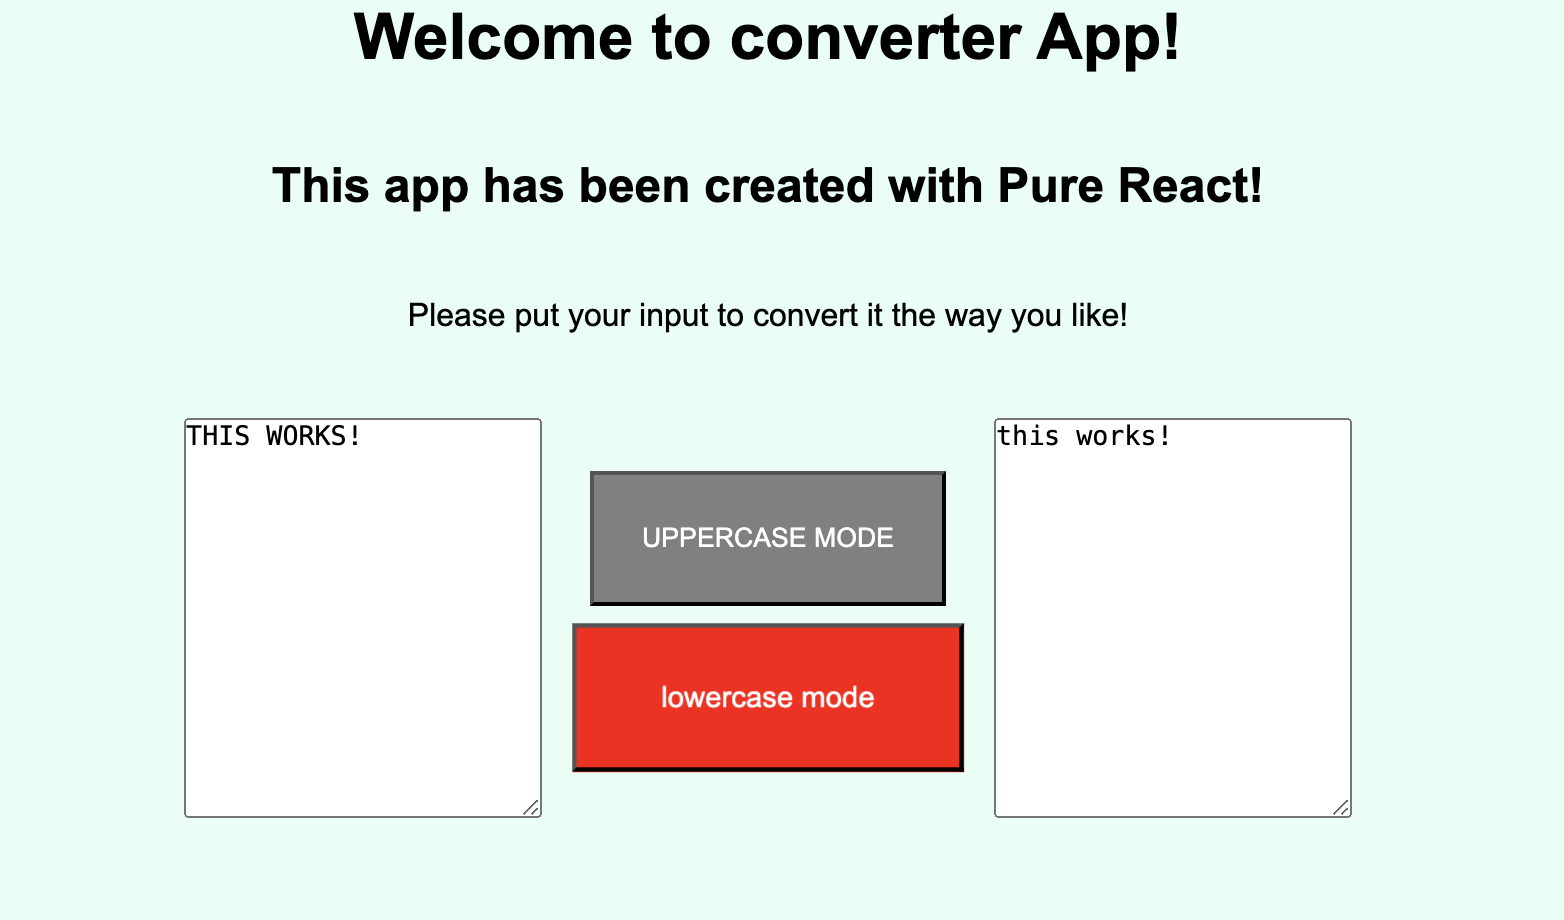 Welcome to converter App!
This app has been created with Pure React!
Please put your input to convert it the way you like!
THIS WORKS!
UPPERCASE MODE
lowercase mode
this works!